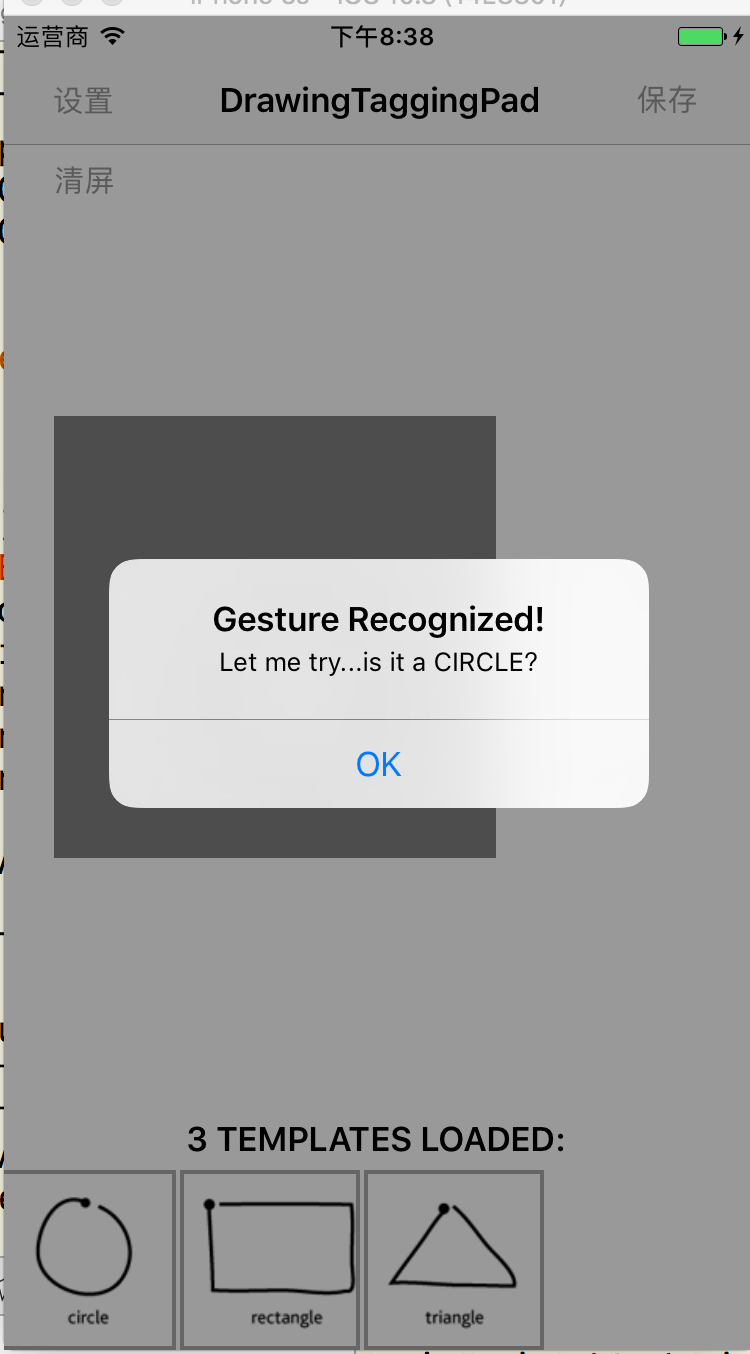 运营商 下午8:38
设置 DrawingTaggingPad 保存
清屏
Gesture Recognized!
Let me try...is it a CIRCLE?
OK
3 TEMPLATES LOADED:
circle rectangle triangle